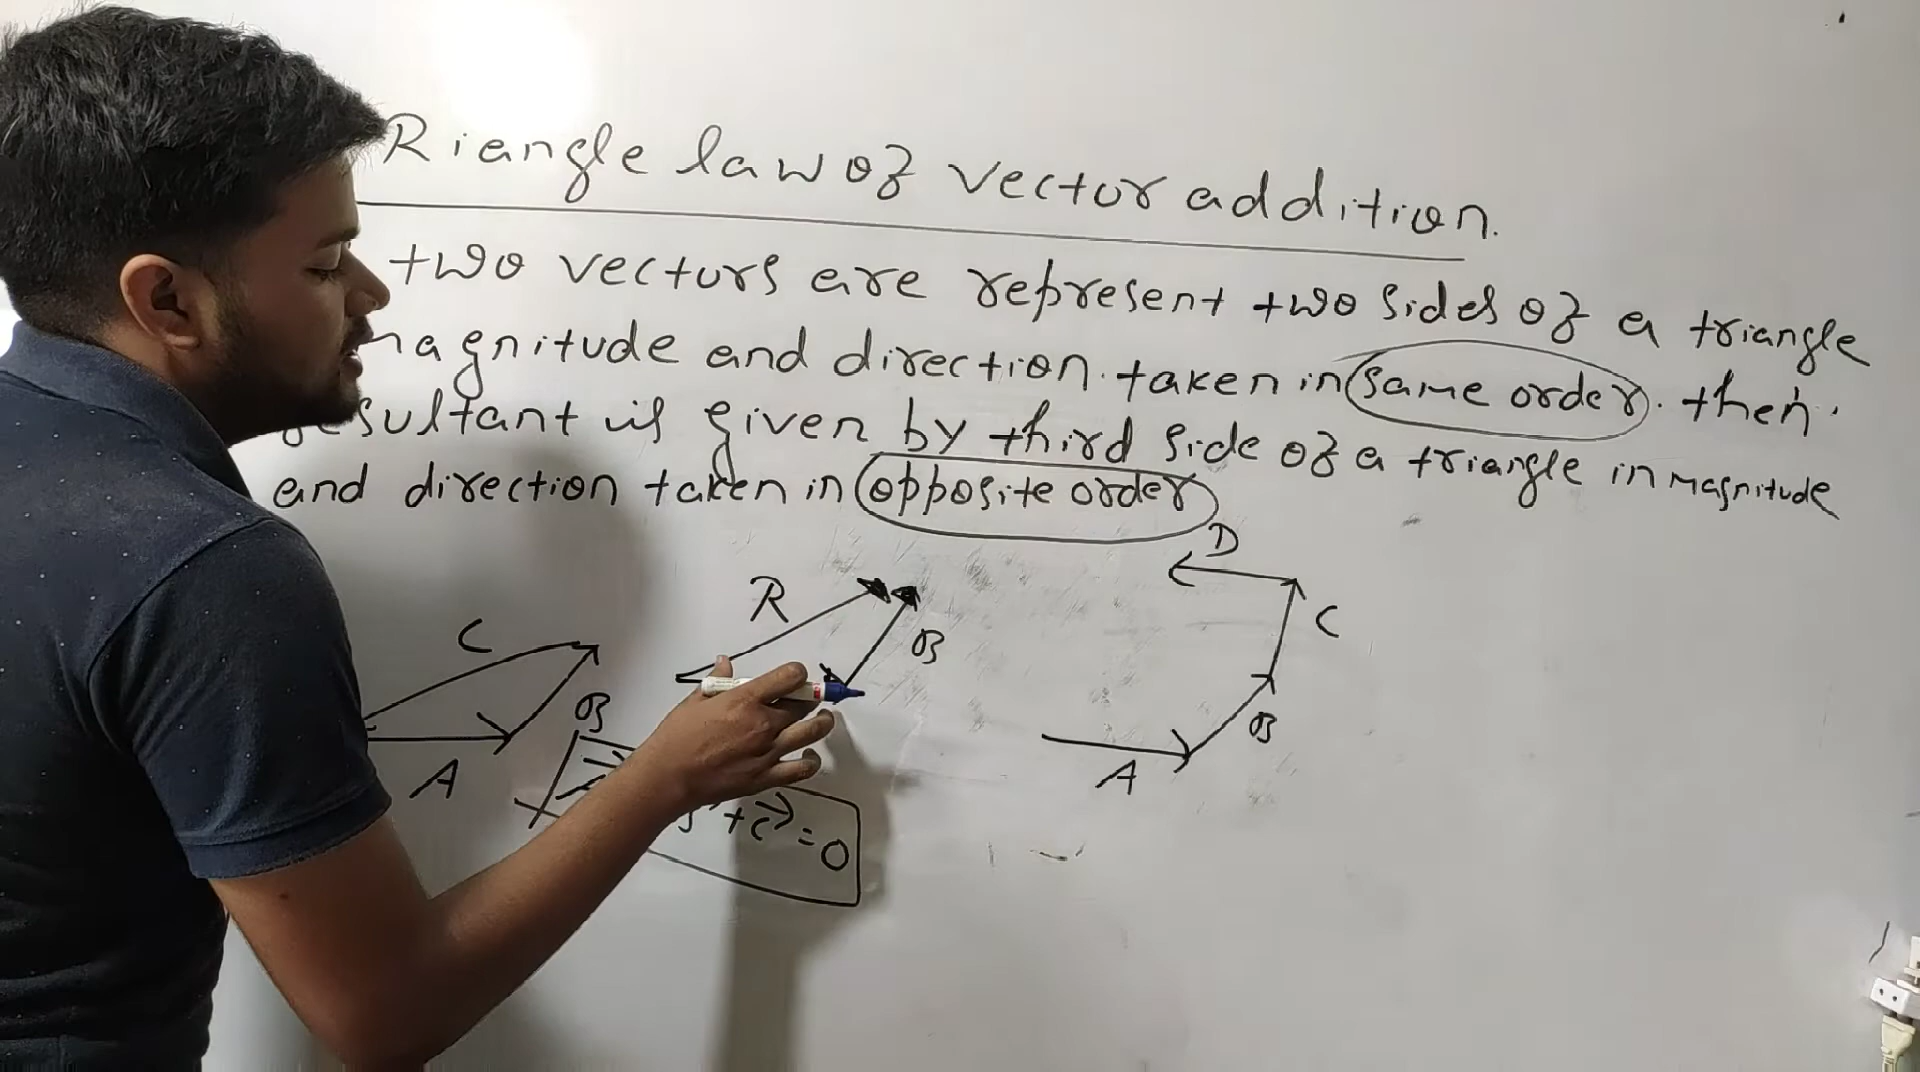 Riangle law of vector addition.
two vectors are represent two sides of a triangle
magnitude and direction. taken in same order. then.
resultant is given by third side of a triangle in magnitude
and direction taken in opposite order
D
R
C
C
B
B
B
A
A
+ C = 0